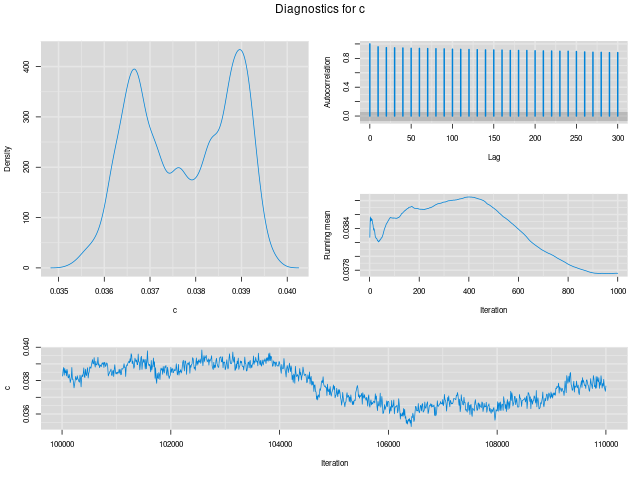 Diagnostics for c
Density
0 100 200 300 400
0.035 0.036 0.037 0.038 0.039 0.040
c
Autocorrelation
0.0 0.4 0.8
0 50 100 150 200 250 300
Lag
Running mean
0.0378 0.0384
0 200 400 600 800 1000
Iteration
c
0.036 0.038 0.040
100000 102000 104000 106000 108000 110000
Iteration